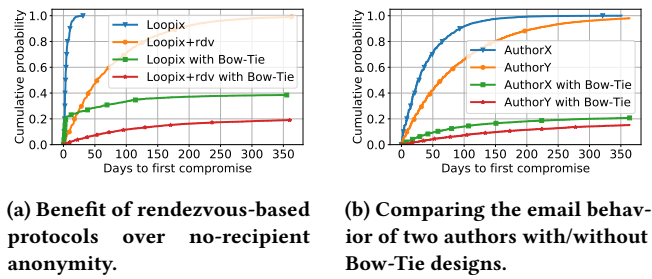 Cumulative probability
1.0
0.8
0.6
0.4
0.2
0.0
Loopix
Loopix+rdv
Loopix with Bow-Tie
Loopix+rdv with Bow-Tie
0 50 100 150 200 250 300 350
Days to first compromise
(a) Benefit of rendezvous-based
protocols over no-recipient
anonymity.
Cumulative probability
1.0
0.8
0.6
0.4
0.2
0.0
AuthorX
AuthorY
AuthorX with Bow-Tie
AuthorY with Bow-Tie
0 50 100 150 200 250 300 350
Days to first compromise
(b) Comparing the email behav-
ior of two authors with/without
Bow-Tie designs.